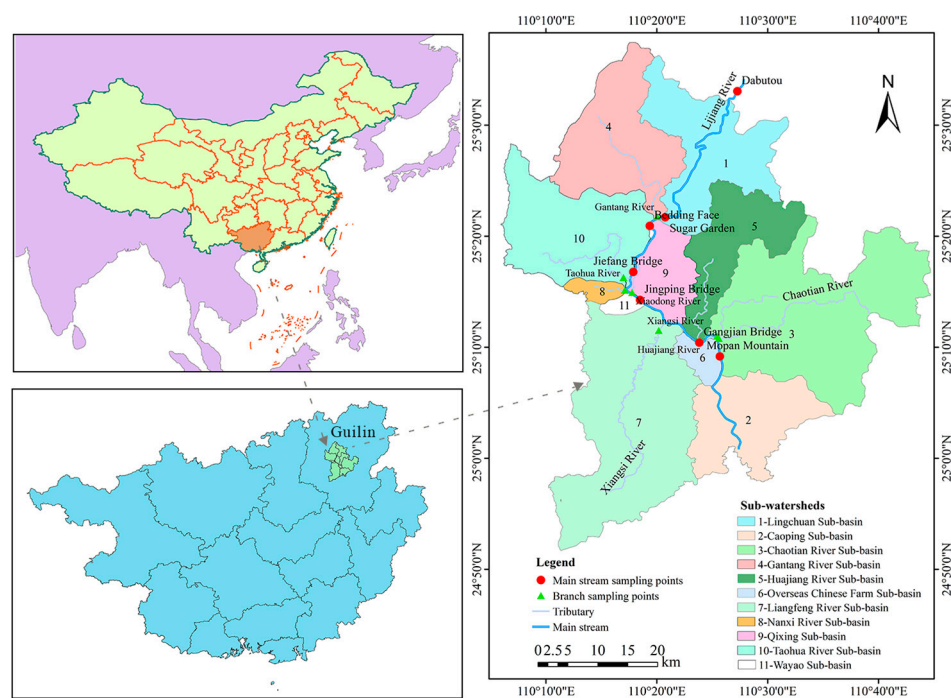 110°10'0"E 110°20'0"E 110°30'0"E 110°40'0"E
25°30'0"N
25°20'0"N
25°10'0"N
25°0'0"N
24°50'0"N
25°30'0"N
25°20'0"N
25°10'0"N
25°0'0"N
24°50'0"N
N
Dabutou
Lijiang River
4
1
Gantang River
Bedding Face
Sugar Garden
5
10
Jiefang Bridge
9
Taohua River
Jingping Bridge
Chaotian River
8
11
Xiaodong River
Xiangsi River
Gangjian Bridge
3
Huajiang River
Mopan Mountain
6
2
7
Xiangsi River
Guilin
Legend
Main stream sampling points
Branch sampling points
Tributary
Main stream
0 2.5 5 10 15 20
km
Sub-watersheds
1-Lingchuan Sub-basin
2-Caoping Sub-basin
3-Chaotian River Sub-basin
4-Gantang River Sub-basin
5-Huajiang River Sub-basin
6-Overseas Chinese Farm Sub-basin
7-Liangfeng River Sub-basin
8-Nanxi River Sub-basin
9-Qixing Sub-basin
10-Taohua River Sub-basin
11-Wayao Sub-basin
110°10'0"E 110°20'0"E 110°30'0"E 110°40'0"E